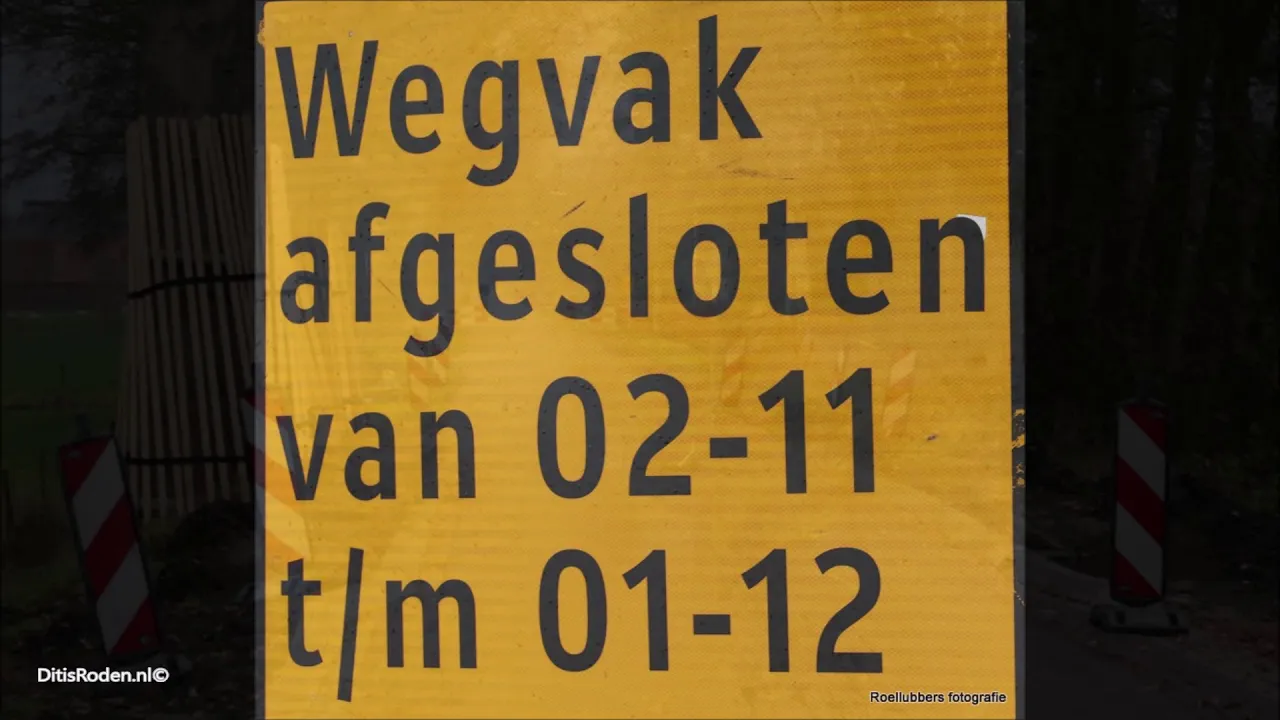 Wegvak
afgesloten
van 02-11
t/m 01-12
DitisRoden.nl©
Roellubbers fotografie